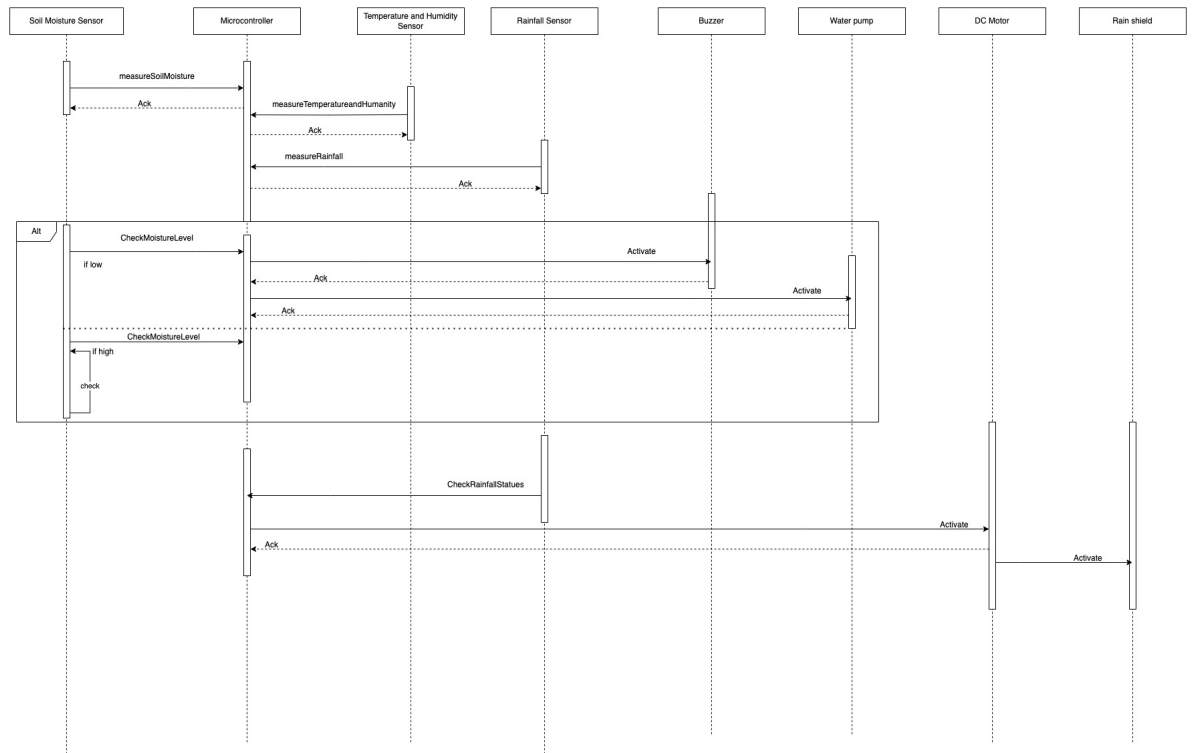 Soil Moisture Sensor
Microcontroller
Temperature and Humidity
Sensor
Rainfall Sensor
Buzzer
Water pump
DC Motor
Rain shield
measureSoilMoisture
Ack
measureTemperatureandHumanity
Ack
measureRainfall
Ack
Alt
CheckMoistureLevel
Activate
if low
Ack
Activate
Ack
CheckMoistureLevel
if high
check
CheckRainfallStatues
Activate
Ack
Activate